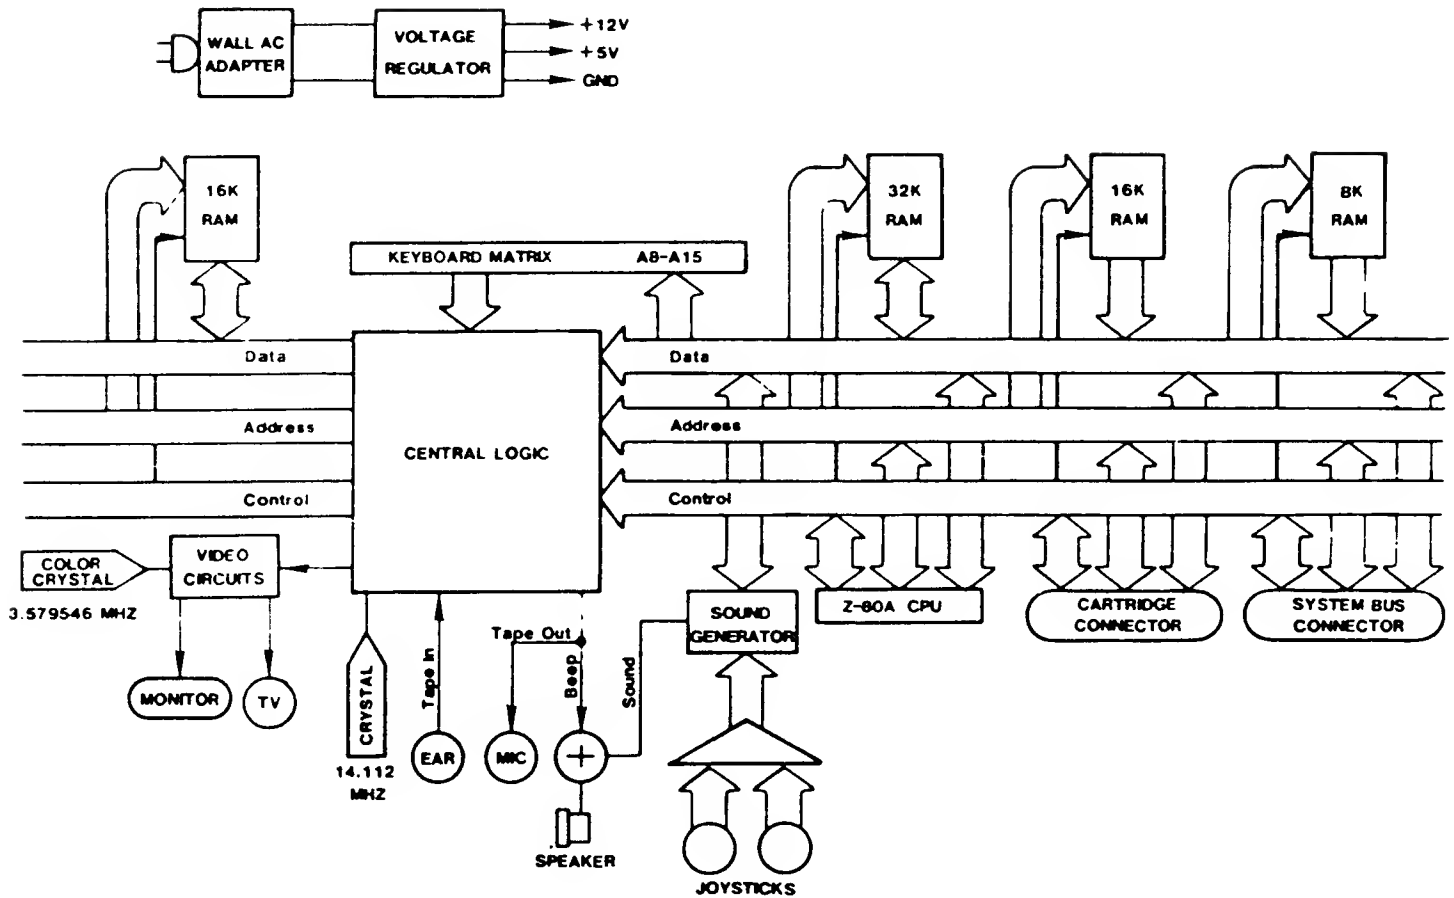 WALL AC
ADAPTER
VOLTAGE
REGULATOR
+12V
+5V
GND
16K
RAM
32K
RAM
16K
RAM
8K
RAM
KEYBOARD MATRIX A8-A15
Data
Data
Address
Address
CENTRAL LOGIC
Control
Control
COLOR
CRYSTAL
3.579546 MHZ
VIDEO
CIRCUITS
MONITOR
TV
CRYSTAL
14.112
MHZ
Tape In
EAR
Tape Out
MIC
Beep
+
SPEAKER
Sound
SOUND
GENERATOR
JOYSTICKS
Z-80A CPU
CARTRIDGE
CONNECTOR
SYSTEM BUS
CONNECTOR